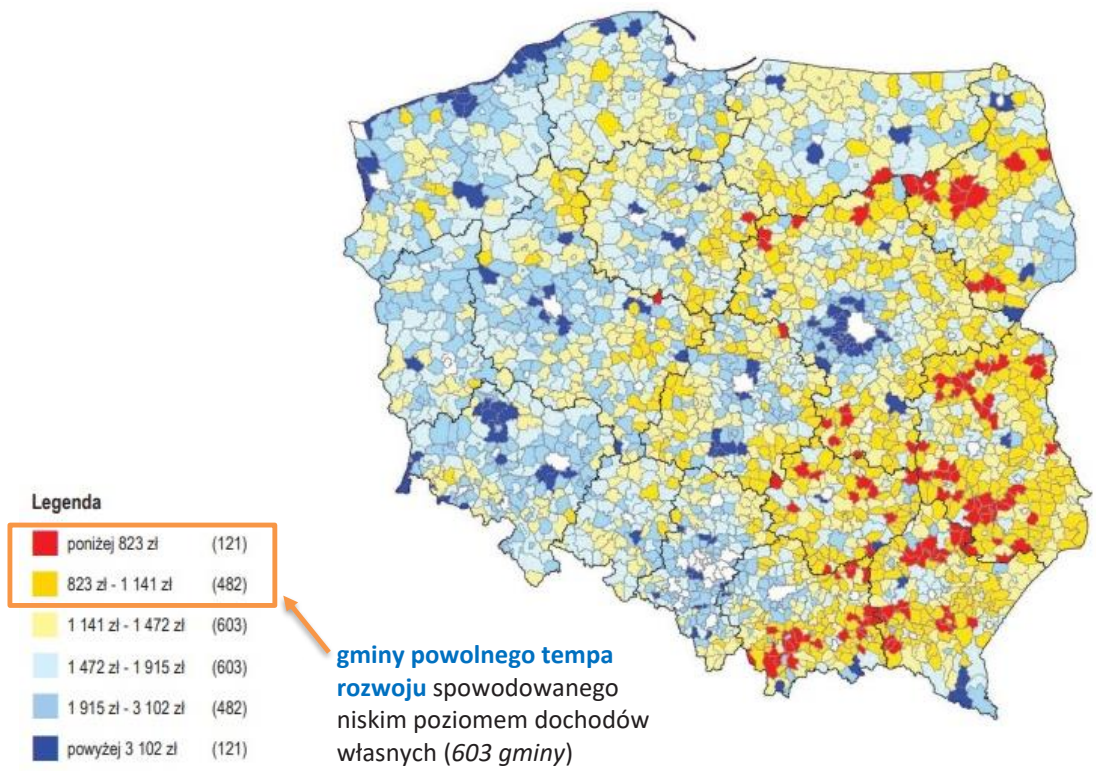 Legenda
poniżej 823 zł (121)
823 zł - 1 141 zł (482)
1 141 zł - 1 472 zł (603)
1 472 zł - 1 915 zł (603)
1 915 zł - 3 102 zł (482)
powyżej 3 102 zł (121)
gminy powolnego tempa
rozwoju spowodowanego
niskim poziomem dochodów
własnych (603 gminy)